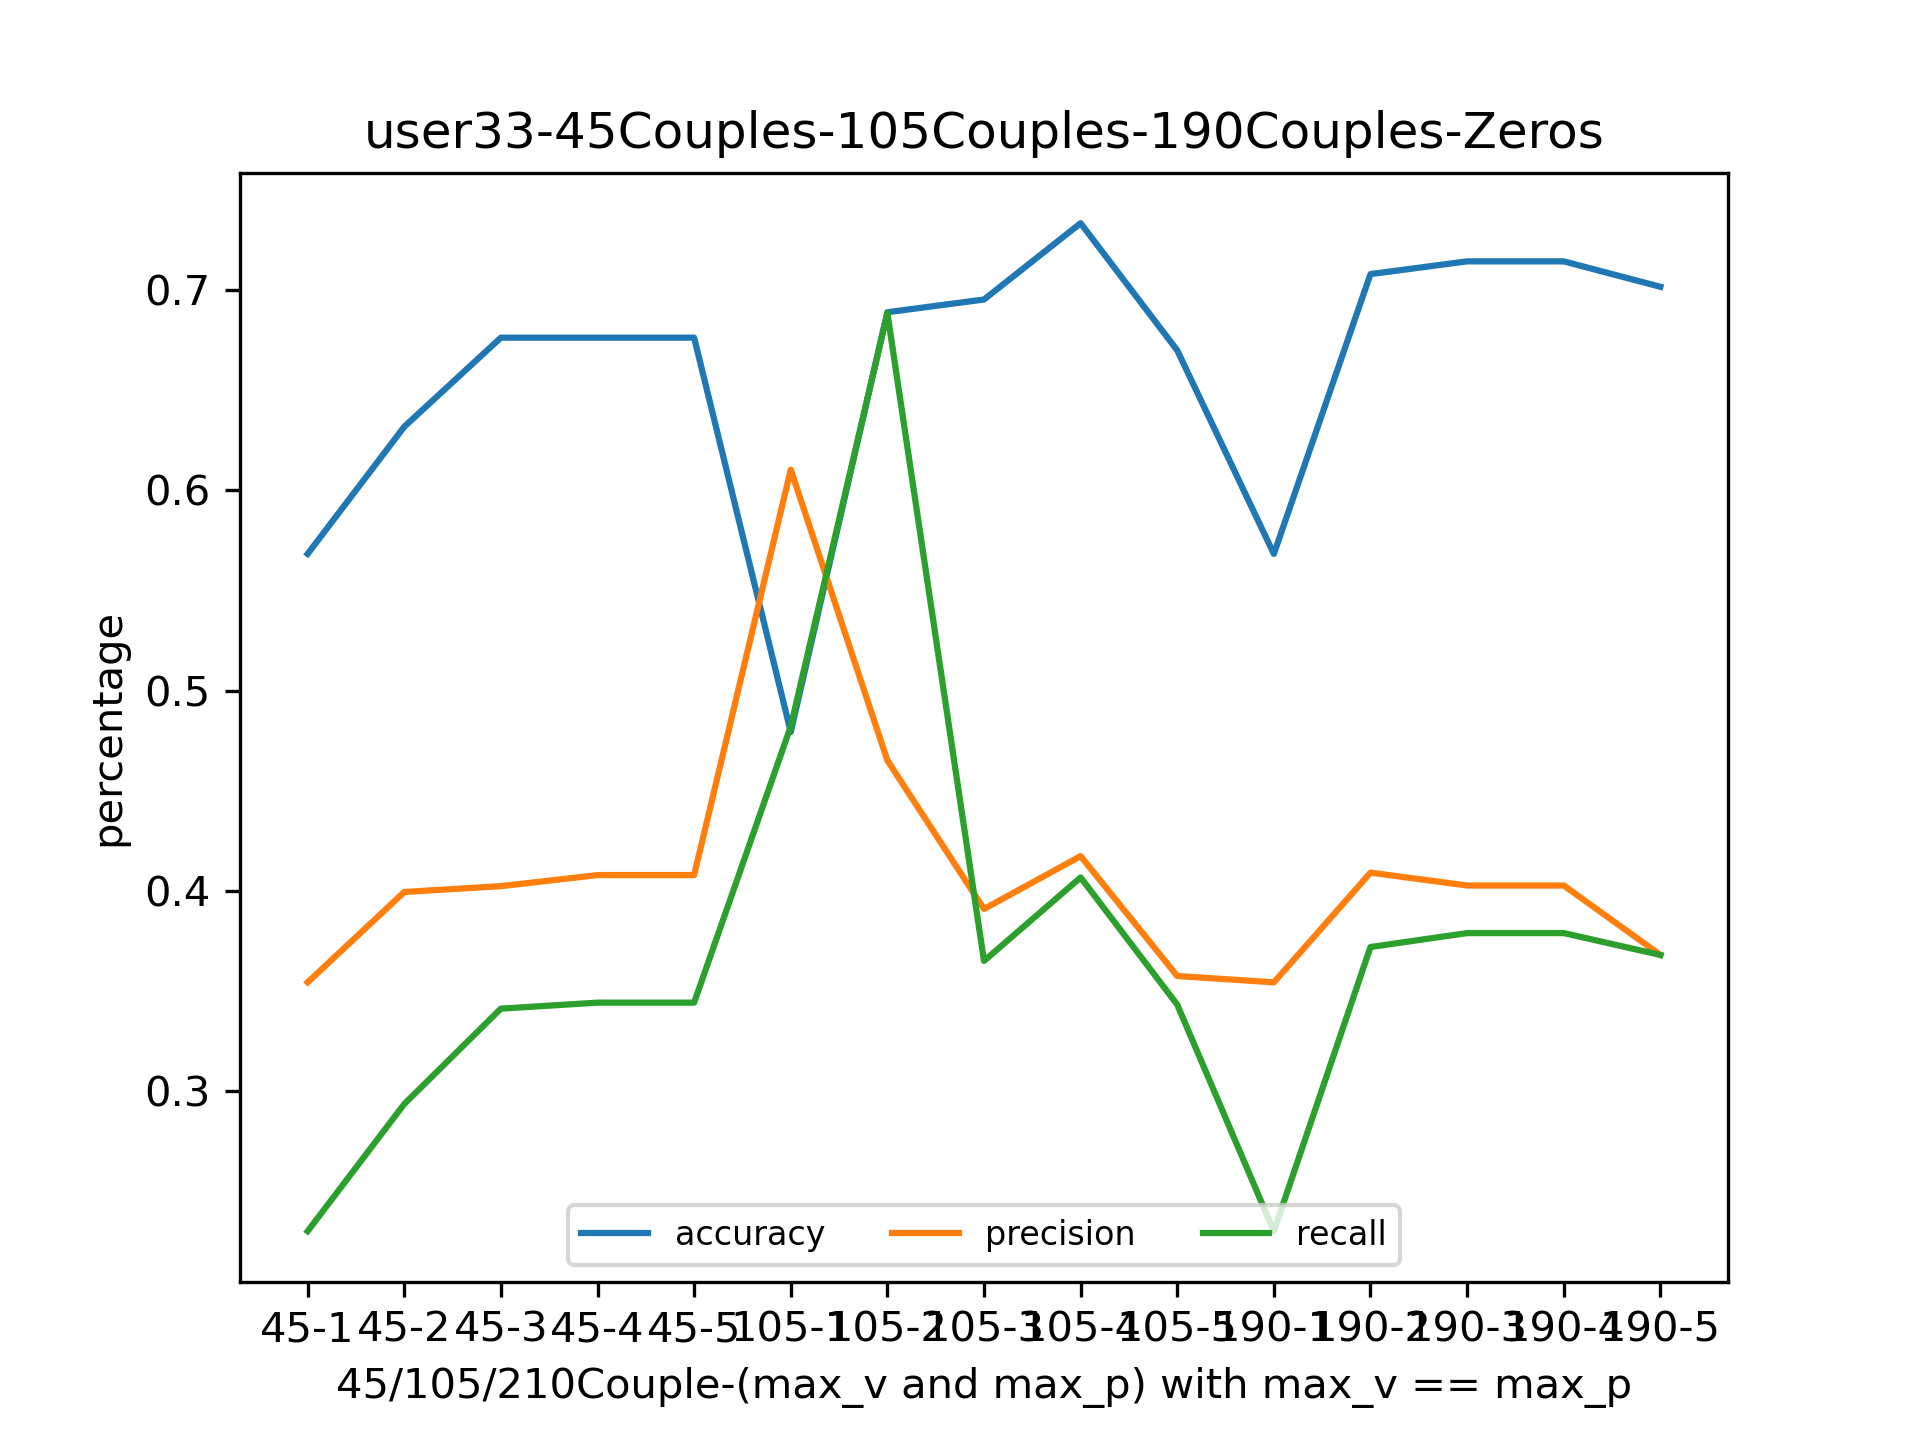 user33-45Couples-105Couples-190Couples-Zeros
percentage
0.7
0.6
0.5
0.4
0.3
accuracy precision recall
45-1 45-2 45-3 45-4 45-5 105-1 105-2 105-3 105-4 105-5 190-1 190-2 190-3 190-4 190-5
45/105/210Couple-(max_v and max_p) with max_v == max_p